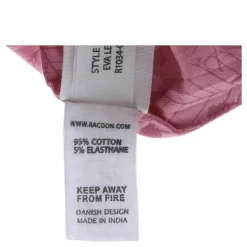 STYLE
EVA LE
R1034-
WWW.RACOON.COM
95% COTTON
5% ELASTHANE
KEEP AWAY
FROM FIRE
DANISH DESIGN
MADE IN INDIA